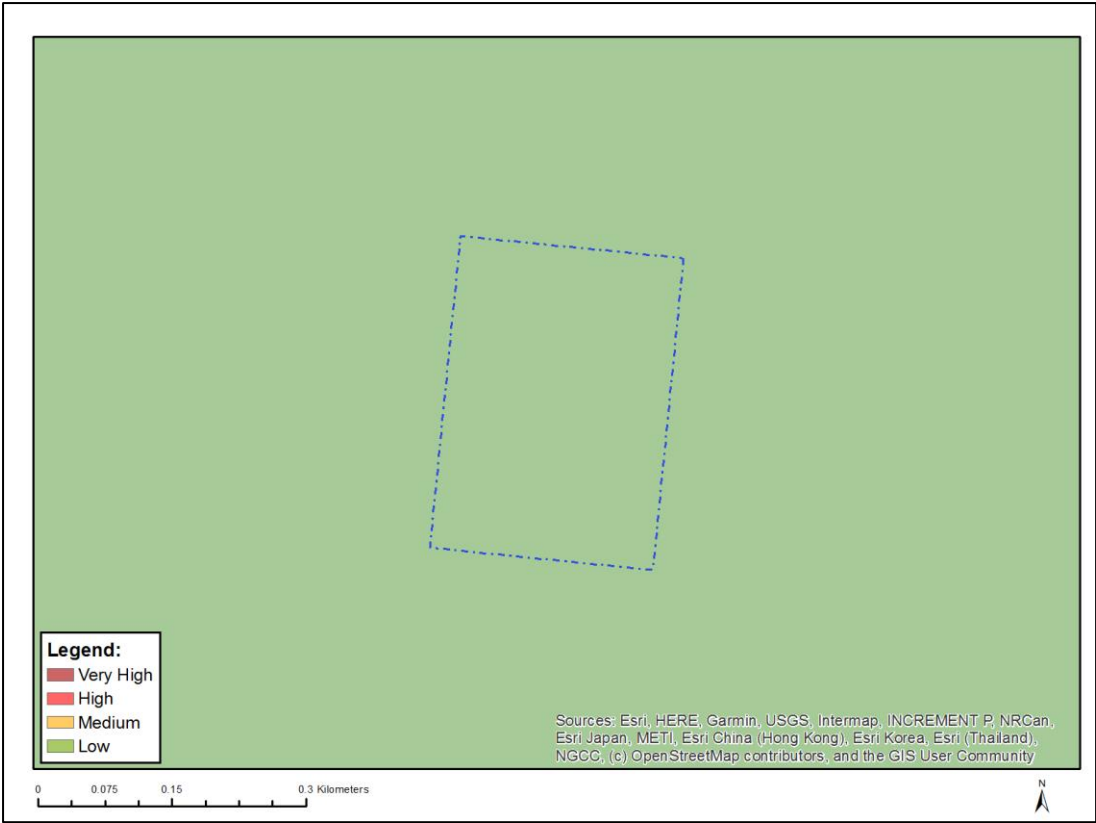 Legend:
Very High
High
Medium
Low
Sources: Esri, HERE, Garmin, USGS, Intermap, INCREMENT P, NRCan,
Esri Japan, METI, Esri China (Hong Kong), Esri Korea, Esri (Thailand),
NGCC, (c) OpenStreetMap contributors, and the GIS User Community
0 0.075 0.15 0.3 Kilometers
N